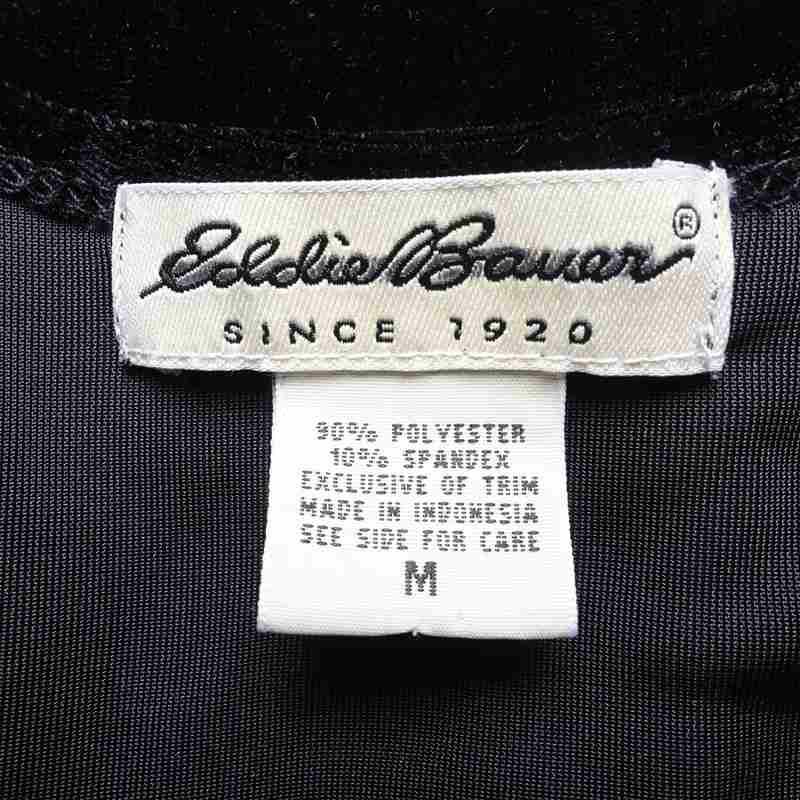 Eddie Bauer ®
SINCE 1920
90% POLYESTER
10% SPANDEX
EXCLUSIVE OF TRIM
MADE IN INDONESIA
SEE SIDE FOR CARE
M